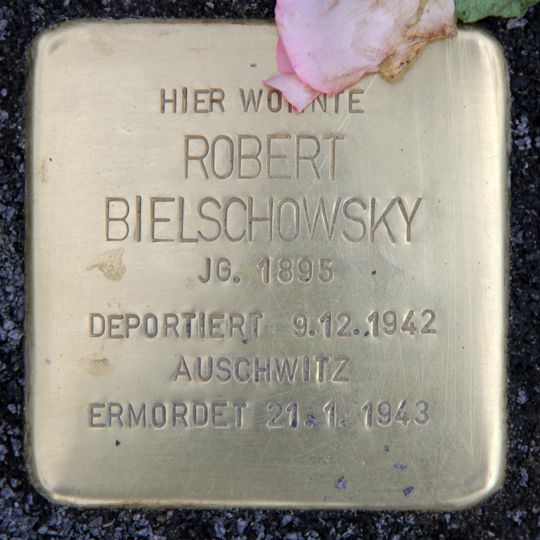 HIER WOHNTE
ROBERT
BIELSCHOWSKY
JG. 1895
DEPORTIERT 9.12.1942
AUSCHWITZ
ERMORDET 21.1.1943